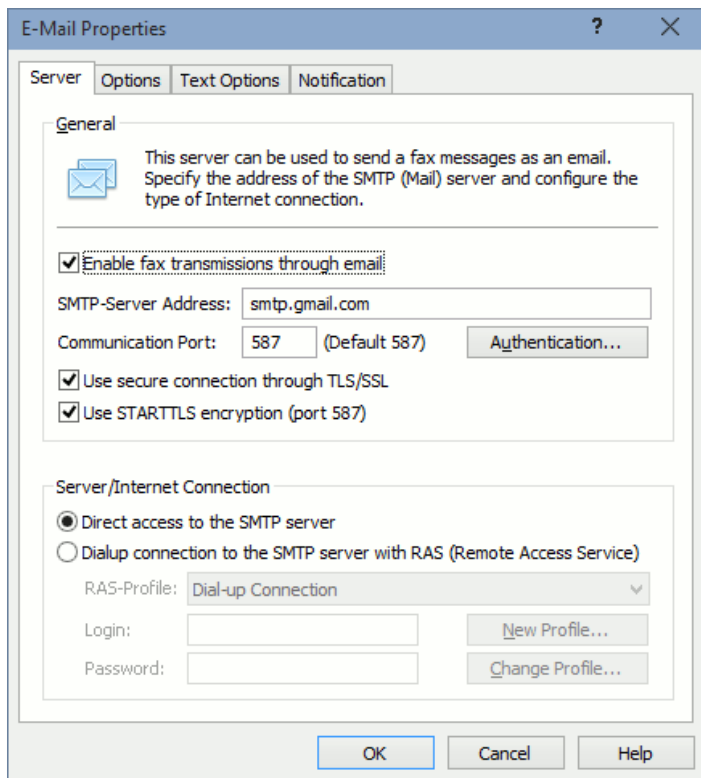 E-Mail Properties ?
Server Options Text Options Notification
General
This server can be used to send a fax messages as an email.
Specify the address of the SMTP (Mail) server and configure the
type of Internet connection.
Enable fax transmissions through email
SMTP-Server Address: smtp.gmail.com
Communication Port: 587 (Default 587) Authentication...
Use secure connection through TLS/SSL
Use STARTTLS encryption (port 587)
Server/Internet Connection
Direct access to the SMTP server
Dialup connection to the SMTP server with RAS (Remote Access Service)
RAS-Profile: Dial-up Connection
Login: New Profile...
Password: Change Profile...
OK Cancel Help